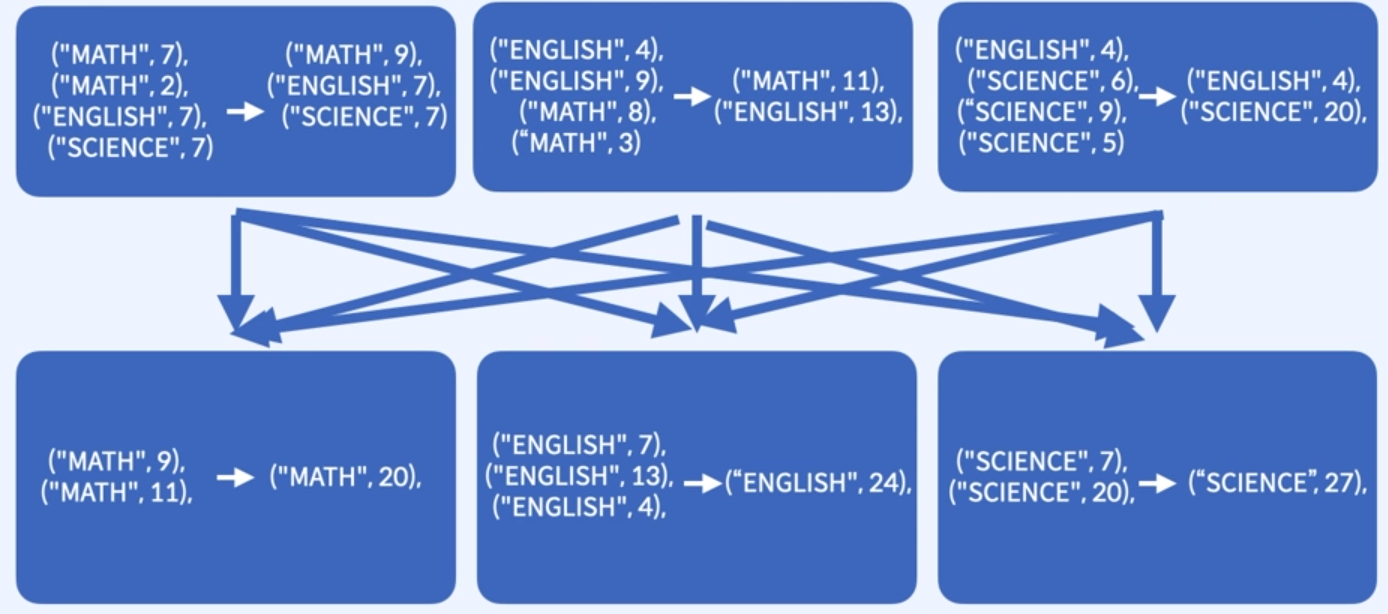 ("MATH", 7),
("MATH", 2),
("ENGLISH", 7),
("SCIENCE", 7)
("MATH", 9),
("ENGLISH", 7),
("SCIENCE", 7)
("ENGLISH", 4),
("ENGLISH", 9),
("MATH", 8),
(“MATH", 3)
("MATH", 11),
("ENGLISH", 13),
("ENGLISH", 4),
("SCIENCE", 6),
(“SCIENCE", 9),
("SCIENCE", 5)
("ENGLISH", 4),
("SCIENCE", 20),
("MATH", 9),
("MATH", 11),
("MATH", 20),
("ENGLISH", 7),
("ENGLISH", 13),
("ENGLISH", 4),
(“ENGLISH", 24),
("SCIENCE", 7),
("SCIENCE", 20),
(“SCIENCE”, 27),